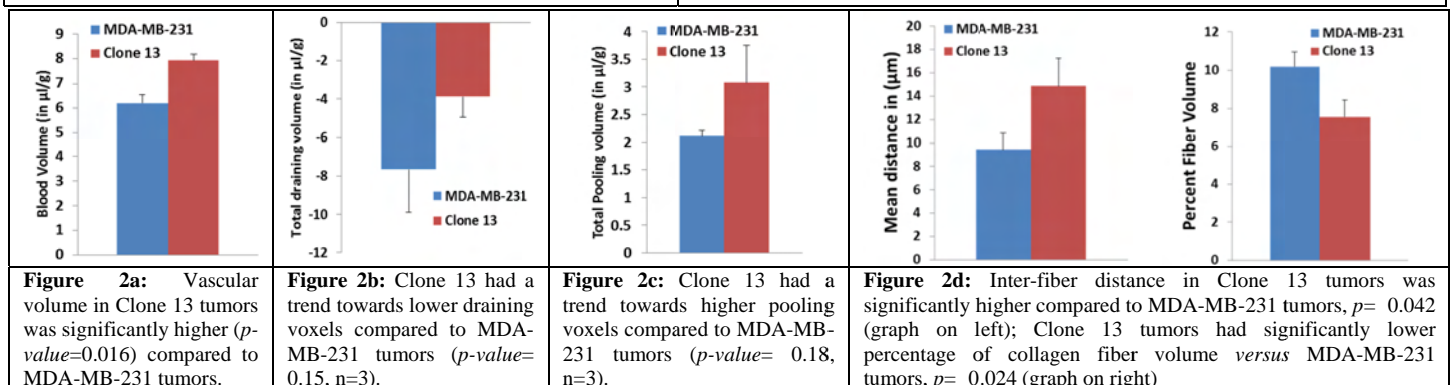 9
8
7
6
5
4
3
2
1
0
Blood Volume (in µl/g)
MDA-MB-231
Clone 13
0
-2
-4
-6
-8
-10
-12
Total draining volume (in µl/g)
MDA-MB-231
Clone 13
4
3.5
3
2.5
2
1.5
1
0.5
0
Total Pooling volume (in µl/g)
MDA-MB-231
Clone 13
20
18
16
14
12
10
8
6
4
2
0
Mean distance in (µm)
MDA-MB-231
Clone 13
12
10
8
6
4
2
0
Percent Fiber Volume
MDA-MB-231
Clone 13
Figure 2a: Vascular
volume in Clone 13 tumors
was significantly higher (p-
value=0.016) compared to
MDA-MB-231 tumors.
Figure 2b: Clone 13 had a
trend towards lower draining
voxels compared to MDA-
MB-231 tumors (p-value=
0.15, n=3).
Figure 2c: Clone 13 had a
trend towards higher pooling
voxels compared to MDA-MB-
231 tumors (p-value= 0.18,
n=3).
Figure 2d: Inter-fiber distance in Clone 13 tumors was
significantly higher compared to MDA-MB-231 tumors, p= 0.042
(graph on left); Clone 13 tumors had significantly lower
percentage of collagen fiber volume versus MDA-MB-231
tumors, p= 0.024 (graph on right)